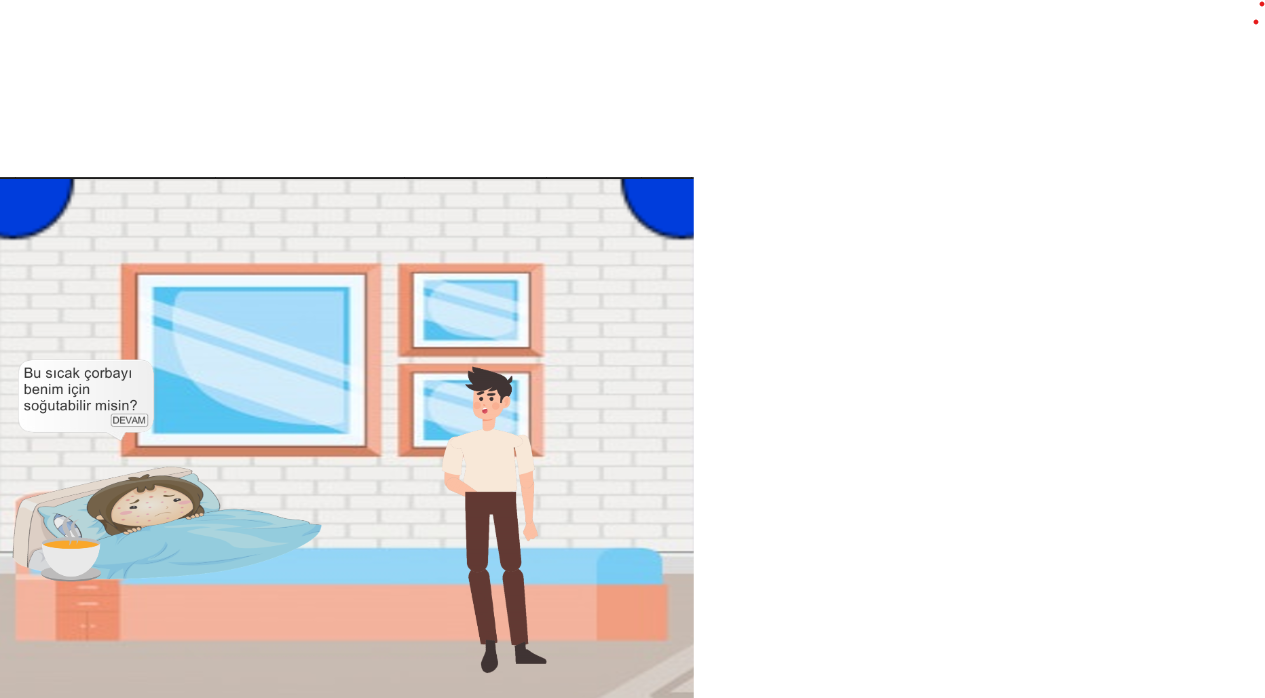 Bu sıcak çorbayı
benim için
soğutabilir misin?
DEVAM